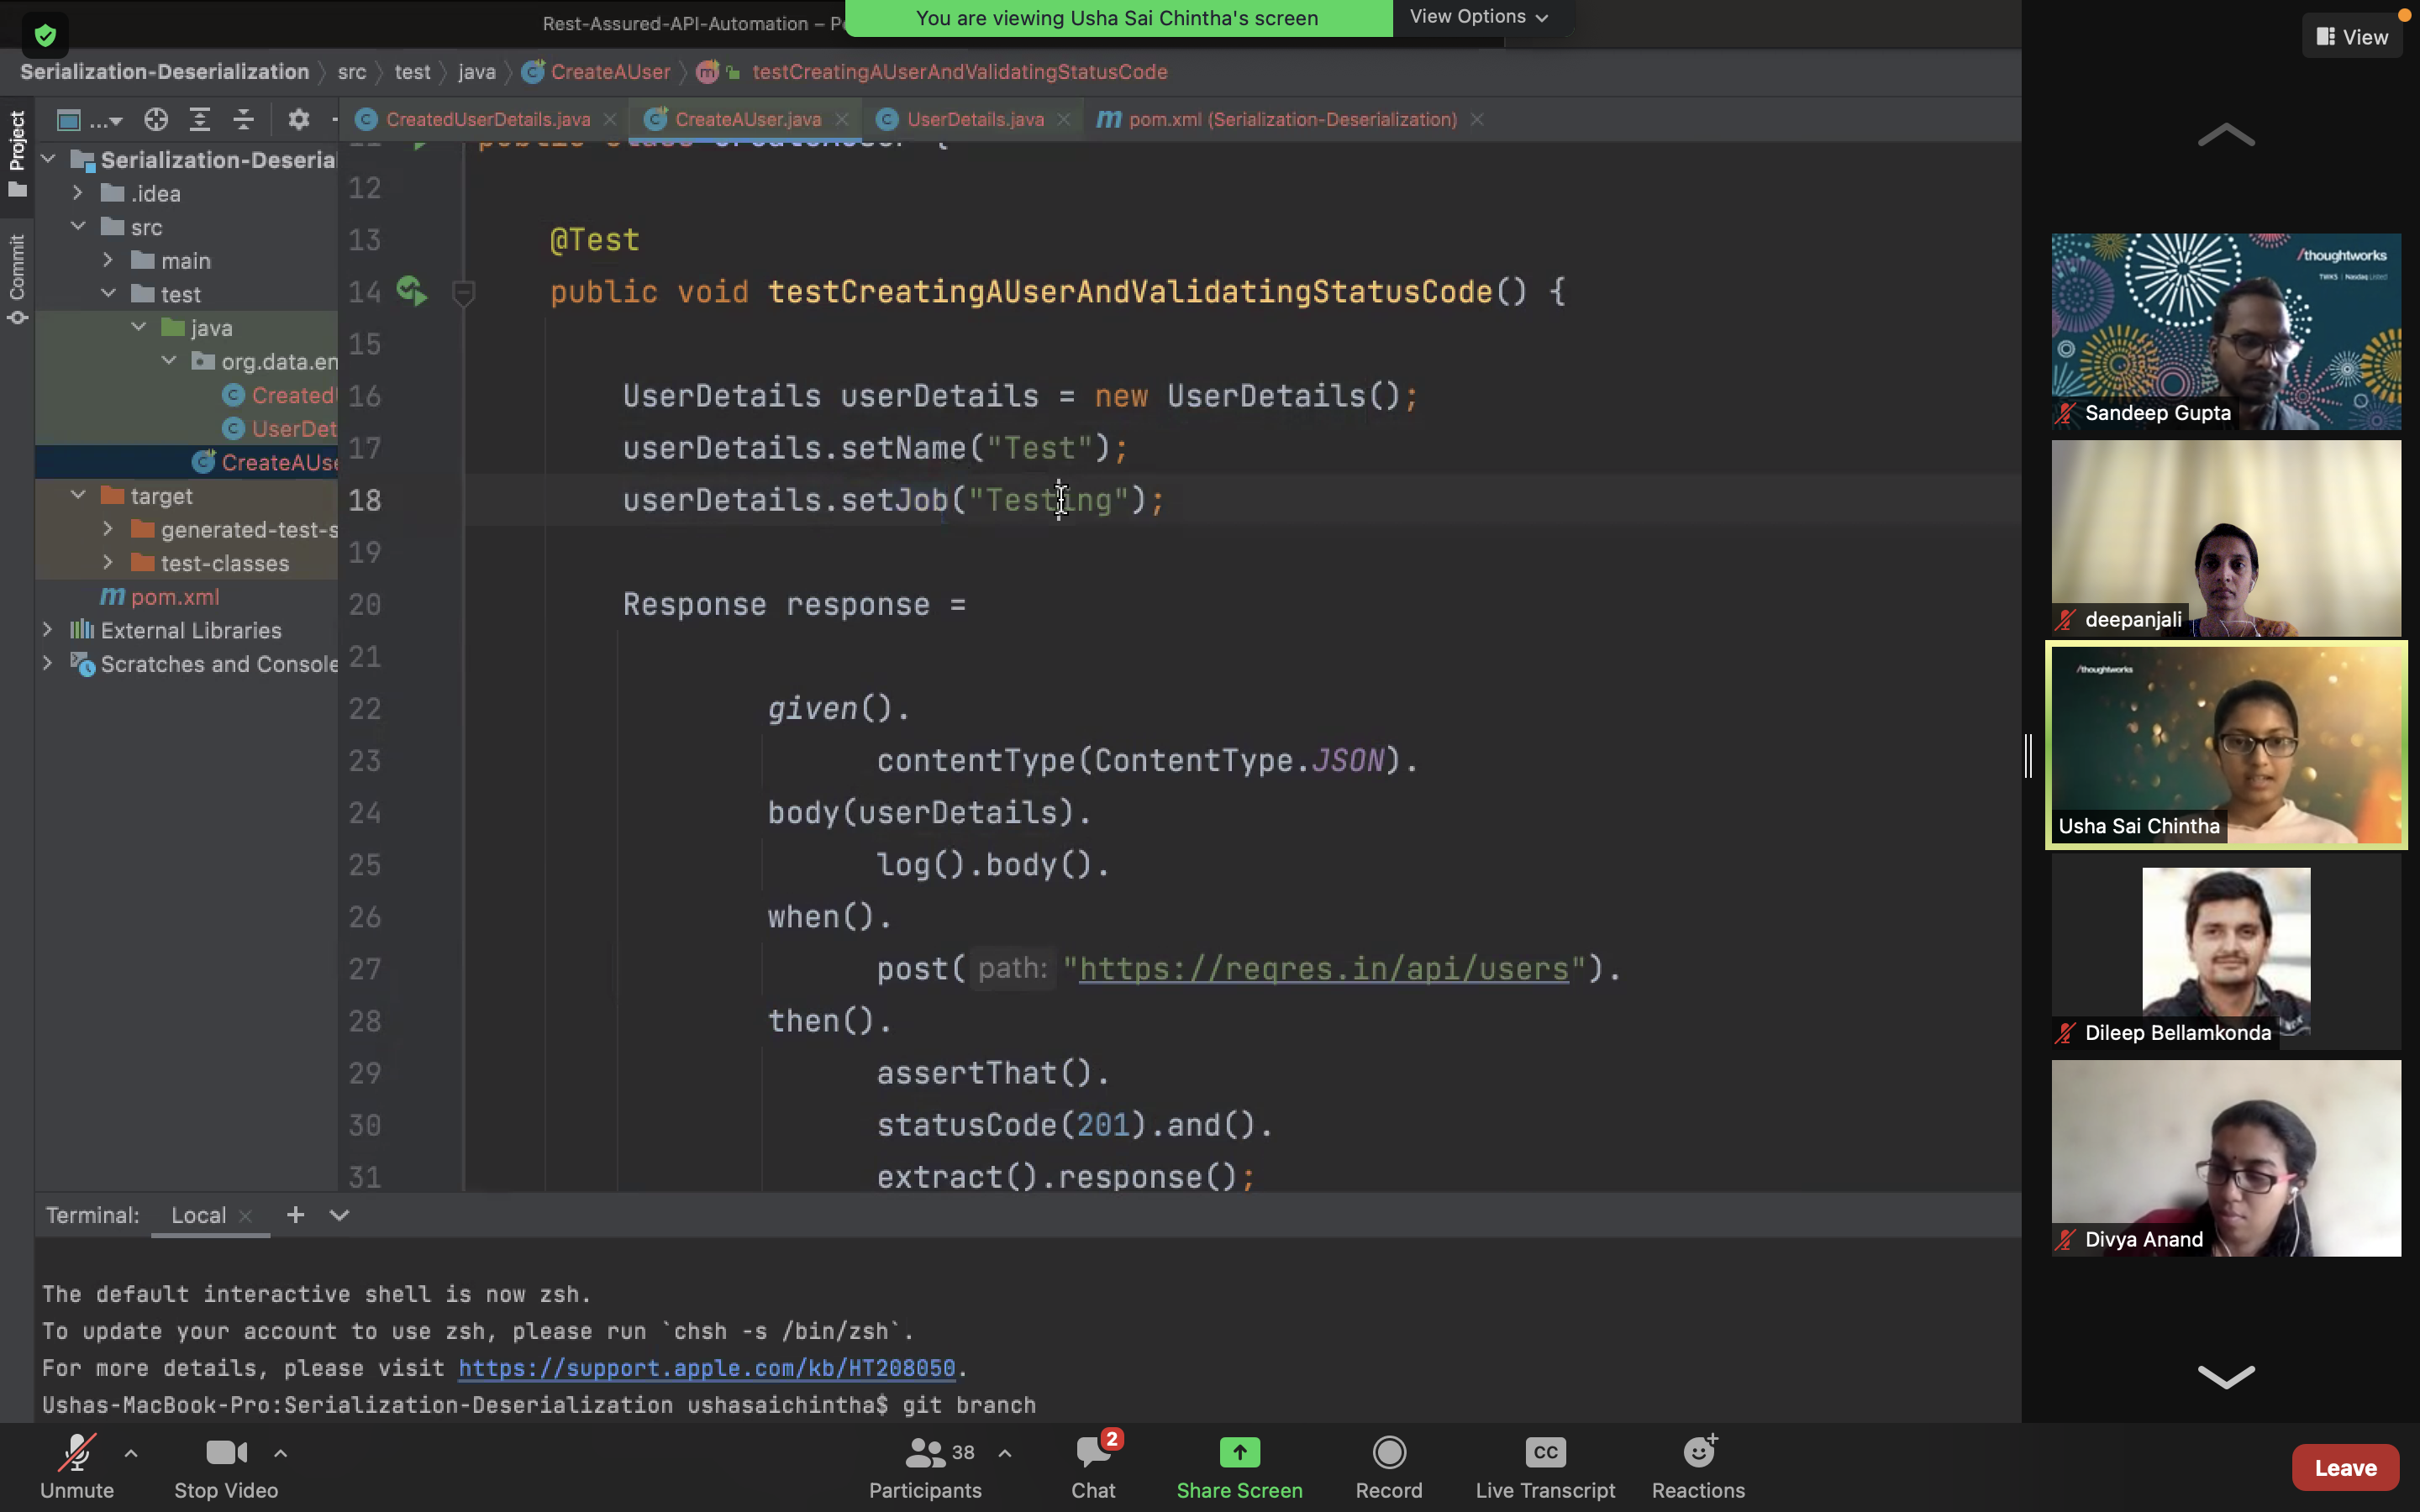 Rest-Assured-API-Automation –
You are viewing Usha Sai Chintha's screen
View Options
View
Serialization-Deserialization
src
test
java
CreateAUser
testCreatingAUserAndValidatingStatusCode
Project
Commit
...
CreatedUserDetails.java
CreateAUser.java
UserDetails.java
pom.xml (Serialization-Deserialization)
Serialization-Deseria
.idea
src
main
test
java
org.data.en
Created
UserDet
CreateAUse
target
generated-test-s
test-classes
pom.xml
External Libraries
Scratches and Console
12
13 @Test
14 public void testCreatingAUserAndValidatingStatusCode() {
15
16 UserDetails userDetails = new UserDetails();
17 userDetails.setName("Test");
18 userDetails.setJob("Testing");
19
20 Response response =
21
22 given().
23 contentType(ContentType.JSON).
24 body(userDetails).
25 log().body().
26 when().
27 post( path: "https://reqres.in/api/users").
28 then().
29 assertThat().
30 statusCode(201).and().
31 extract().response();
Terminal: Local
The default interactive shell is now zsh.
To update your account to use zsh, please run `chsh -s /bin/zsh`.
For more details, please visit https://support.apple.com/kb/HT208050.
Ushas-MacBook-Pro:Serialization-Deserialization ushasaichintha$ git branch
/thoughtworks
Sandeep Gupta
deepanjali
/thoughtworks
Usha Sai Chintha
Dileep Bellamkonda
Divya Anand
Unmute
Stop Video
38
Participants
2
Chat
Share Screen
Record
CC
Live Transcript
Reactions
Leave